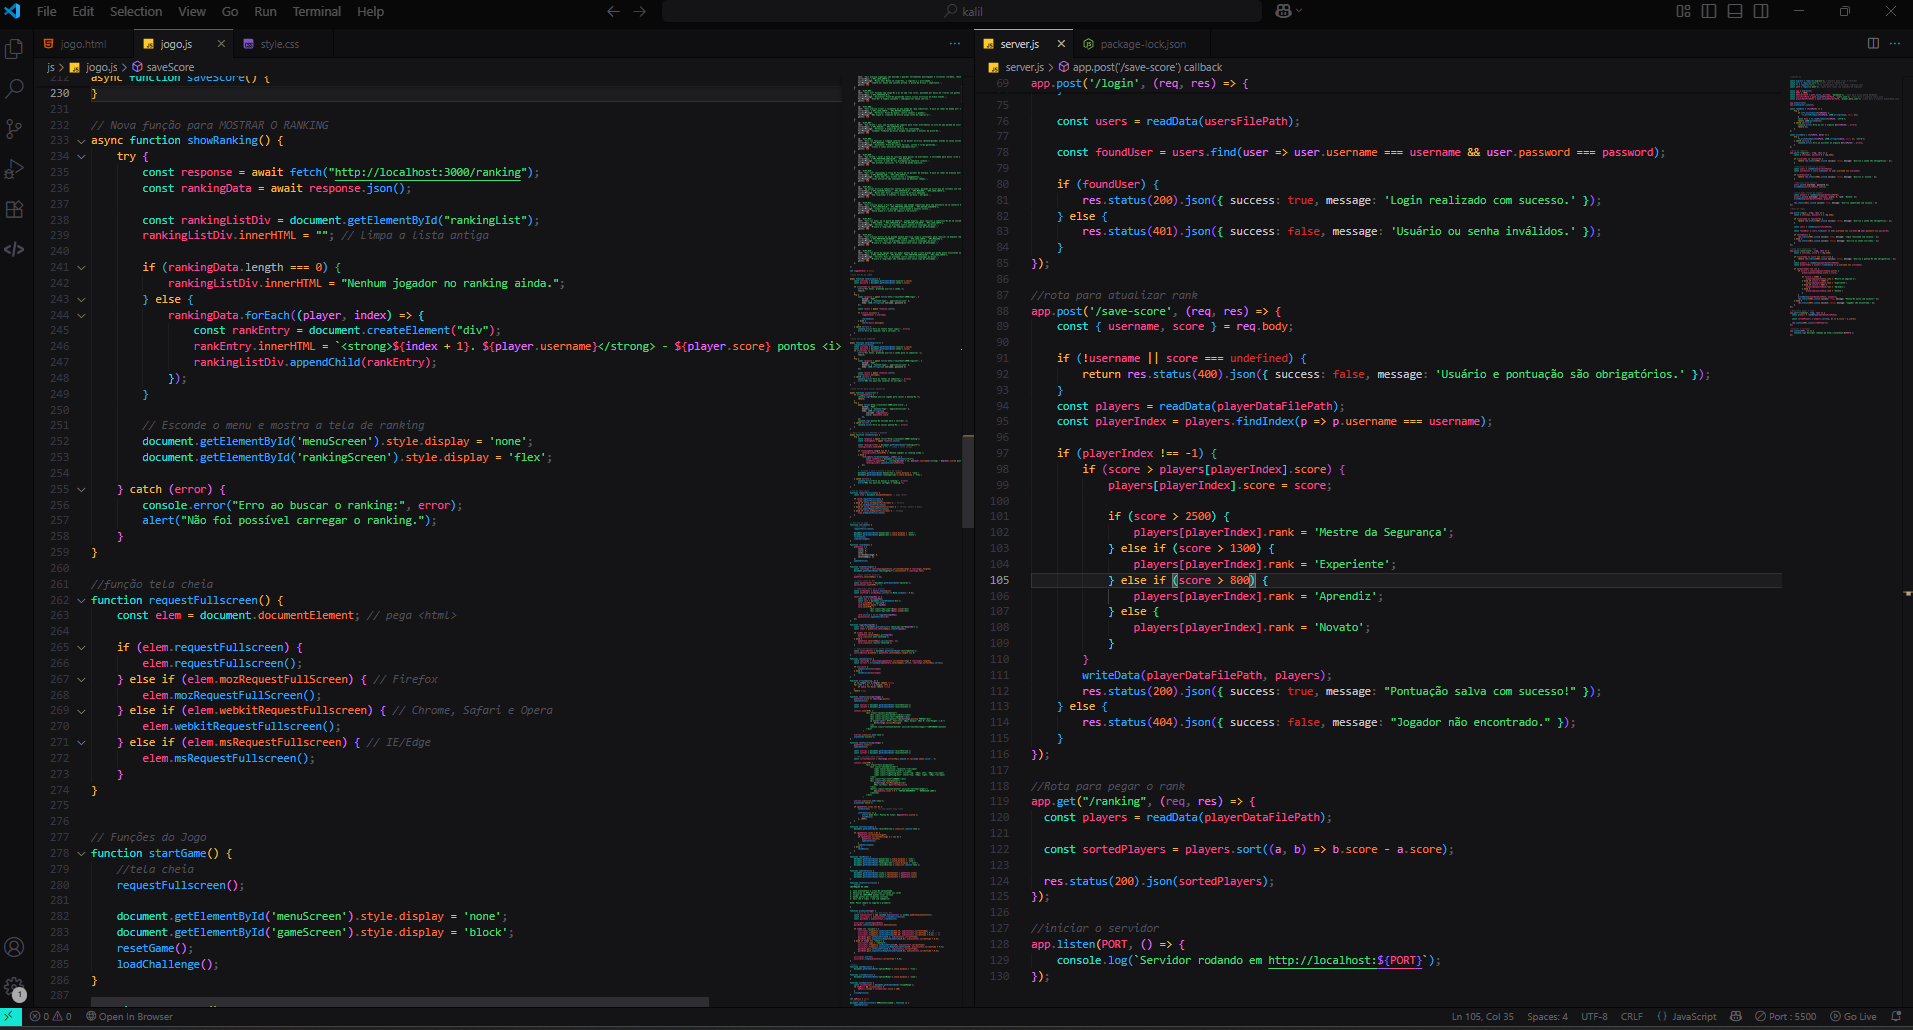 File Edit Selection View Go Run Terminal Help
kalil
jogo.html
jogo.js
style.css
js > jogo.js > saveScore
212 async function saveScore() {
230 }
231
232 // Nova função para MOSTRAR O RANKING
233 async function showRanking() {
234 try {
235 const response = await fetch("http://localhost:3000/ranking");
236 const rankingData = await response.json();
237
238 const rankingListDiv = document.getElementById("rankingList");
239 rankingListDiv.innerHTML = ""; // Limpa a lista antiga
240
241 if (rankingData.length === 0) {
242 rankingListDiv.innerHTML = "Nenhum jogador no ranking ainda.";
243 } else {
244 rankingData.forEach((player, index) => {
245 const rankEntry = document.createElement("div");
246 rankEntry.innerHTML = `<strong>${index + 1}. ${player.username}</strong> - ${player.score} pontos <i>
247 rankingListDiv.appendChild(rankEntry);
248 });
249 }
250
251 // Esconde o menu e mostra a tela de ranking
252 document.getElementById('menuScreen').style.display = 'none';
253 document.getElementById('rankingScreen').style.display = 'flex';
254
255 } catch (error) {
256 console.error("Erro ao buscar o ranking:", error);
257 alert("Não foi possível carregar o ranking.");
258 }
259 }
260
261 //função tela cheia
262 function requestFullscreen() {
263 const elem = document.documentElement; // pega <html>
264
265 if (elem.requestFullscreen) {
266 elem.requestFullscreen();
267 } else if (elem.mozRequestFullScreen) { // Firefox
268 elem.mozRequestFullScreen();
269 } else if (elem.webkitRequestFullscreen) { // Chrome, Safari e Opera
270 elem.webkitRequestFullscreen();
271 } else if (elem.msRequestFullscreen) { // IE/Edge
272 elem.msRequestFullscreen();
273 }
274 }
275
276
277 // Funções do Jogo
278 function startGame() {
279 //tela cheia
280 requestFullscreen();
281
282 document.getElementById('menuScreen').style.display = 'none';
283 document.getElementById('gameScreen').style.display = 'block';
284 resetGame();
285 loadChallenge();
286 }
287
server.js
package-lock.json
server.js > app.post('/save-score') callback
69 app.post('/login', (req, res) => {
}
75
76 const users = readData(usersFilePath);
77
78 const foundUser = users.find(user => user.username === username && user.password === password);
79
80 if (foundUser) {
81 res.status(200).json({ success: true, message: 'Login realizado com sucesso.' });
82 } else {
83 res.status(401).json({ success: false, message: 'Usuário ou senha inválidos.' });
84 }
85 });
86
87 //rota para atualizar rank
88 app.post('/save-score', (req, res) => {
89 const { username, score } = req.body;
90
91 if (!username || score === undefined) {
92 return res.status(400).json({ success: false, message: 'Usuário e pontuação são obrigatórios.' });
93 }
94 const players = readData(playerDataFilePath);
95 const playerIndex = players.findIndex(p => p.username === username);
96
97 if (playerIndex !== -1) {
98 if (score > players[playerIndex].score) {
99 players[playerIndex].score = score;
100
101 if (score > 2500) {
102 players[playerIndex].rank = 'Mestre da Segurança';
103 } else if (score > 1300) {
104 players[playerIndex].rank = 'Experiente';
105 } else if (score > 800) {
106 players[playerIndex].rank = 'Aprendiz';
107 } else {
108 players[playerIndex].rank = 'Novato';
109 }
110 }
111 writeData(playerDataFilePath, players);
112 res.status(200).json({ success: true, message: "Pontuação salva com sucesso!" });
113 } else {
114 res.status(404).json({ success: false, message: "Jogador não encontrado." });
115 }
116 });
117
118 //Rota para pegar o rank
119 app.get("/ranking", (req, res) => {
120 const players = readData(playerDataFilePath);
121
122 const sortedPlayers = players.sort((a, b) => b.score - a.score);
123
124 res.status(200).json(sortedPlayers);
125 });
126
127 //iniciar o servidor
128 app.listen(PORT, () => {
129 console.log(`Servidor rodando em http://localhost:${PORT}`);
130 });
1
0 0 Open In Browser
Ln 105, Col 35 Spaces: 4 UTF-8 CRLF {} JavaScript Port : 5500 Go Live